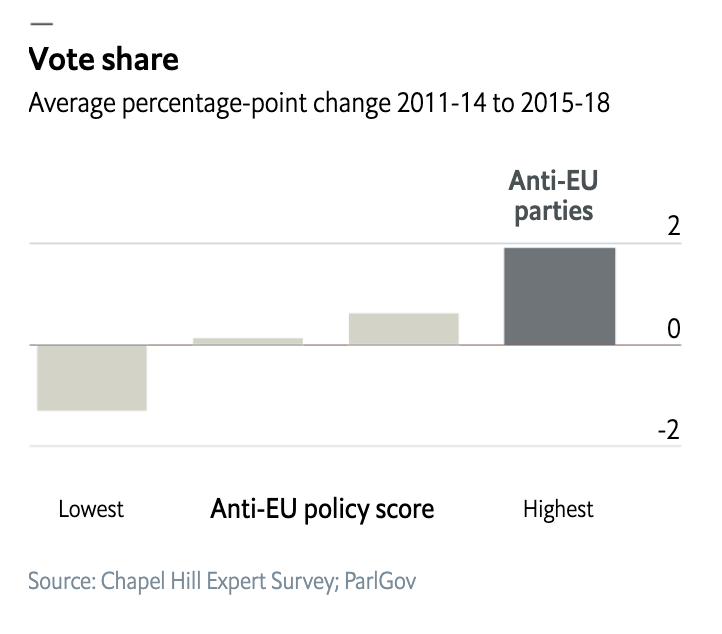 Vote share
Average percentage-point change 2011-14 to 2015-18
Anti-EU
parties
2
0
-2
Lowest
Anti-EU policy score
Highest
Source: Chapel Hill Expert Survey; ParlGov